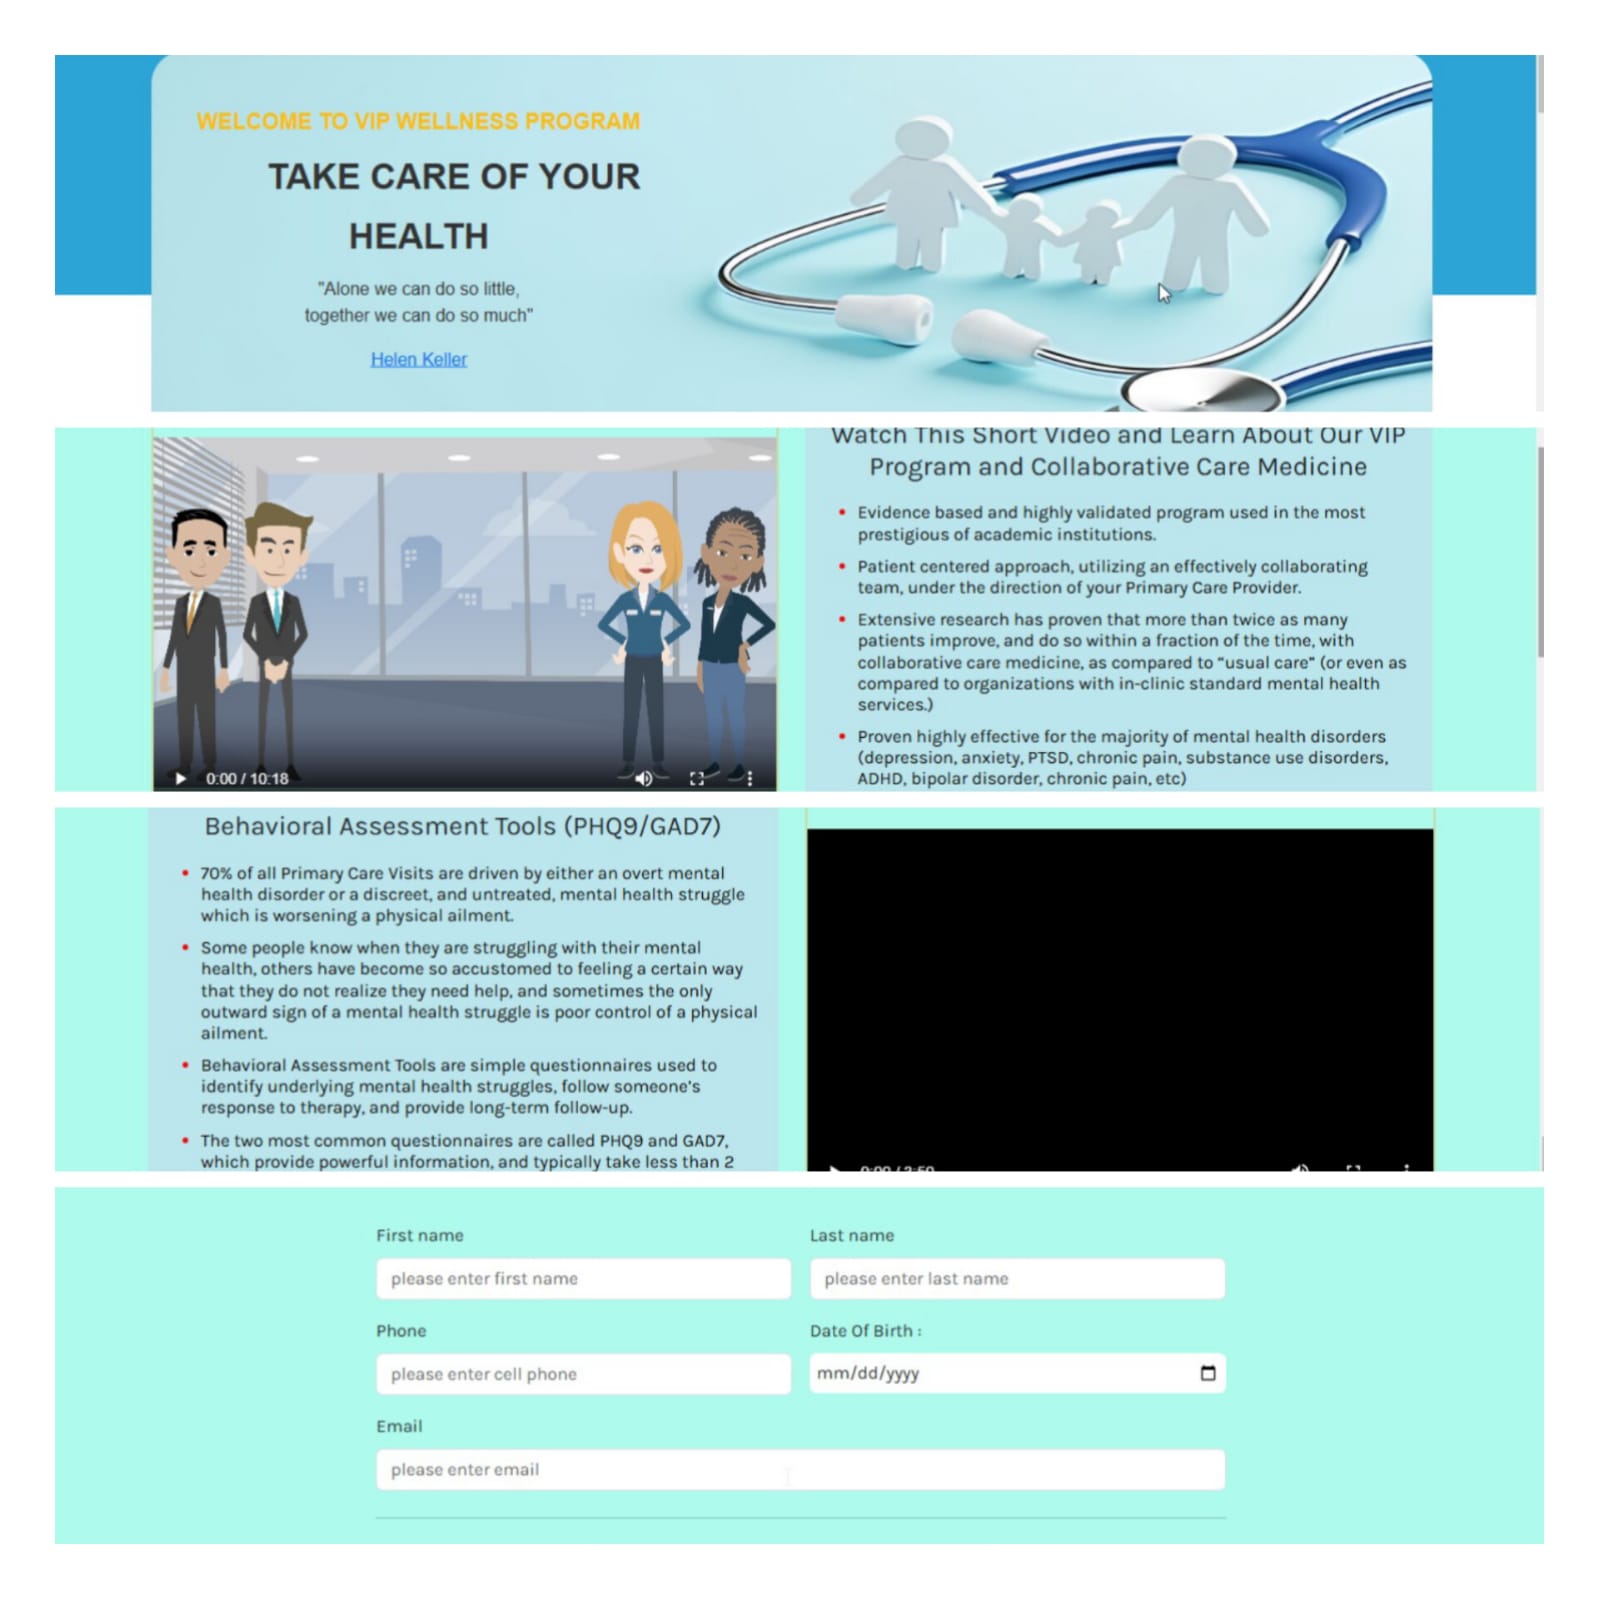 WELCOME TO VIP WELLNESS PROGRAM
TAKE CARE OF YOUR
HEALTH
"Alone we can do so little,
together we can do so much"
Helen Keller
0:00 / 10:18
Watch This Short Video and Learn About Our VIP
Program and Collaborative Care Medicine
• Evidence based and highly validated program used in the most
prestigious of academic institutions.
• Patient centered approach, utilizing an effectively collaborating
team, under the direction of your Primary Care Provider.
• Extensive research has proven that more than twice as many
patients improve, and do so within a fraction of the time, with
collaborative care medicine, as compared to “usual care” (or even as
compared to organizations with in-clinic standard mental health
services.)
• Proven highly effective for the majority of mental health disorders
(depression, anxiety, PTSD, chronic pain, substance use disorders,
ADHD, bipolar disorder, chronic pain, etc)
Behavioral Assessment Tools (PHQ9/GAD7)
• 70% of all Primary Care Visits are driven by either an overt mental
health disorder or a discreet, and untreated, mental health struggle
which is worsening a physical ailment.
• Some people know when they are struggling with their mental
health, others have become so accustomed to feeling a certain way
that they do not realize they need help, and sometimes the only
outward sign of a mental health struggle is poor control of a physical
ailment.
• Behavioral Assessment Tools are simple questionnaires used to
identify underlying mental health struggles, follow someone’s
response to therapy, and provide long-term follow-up.
• The two most common questionnaires are called PHQ9 and GAD7,
which provide powerful information, and typically take less than 2
First name
Last name
please enter first name
please enter last name
Phone
Date Of Birth :
please enter cell phone
mm/dd/yyyy
Email
please enter email